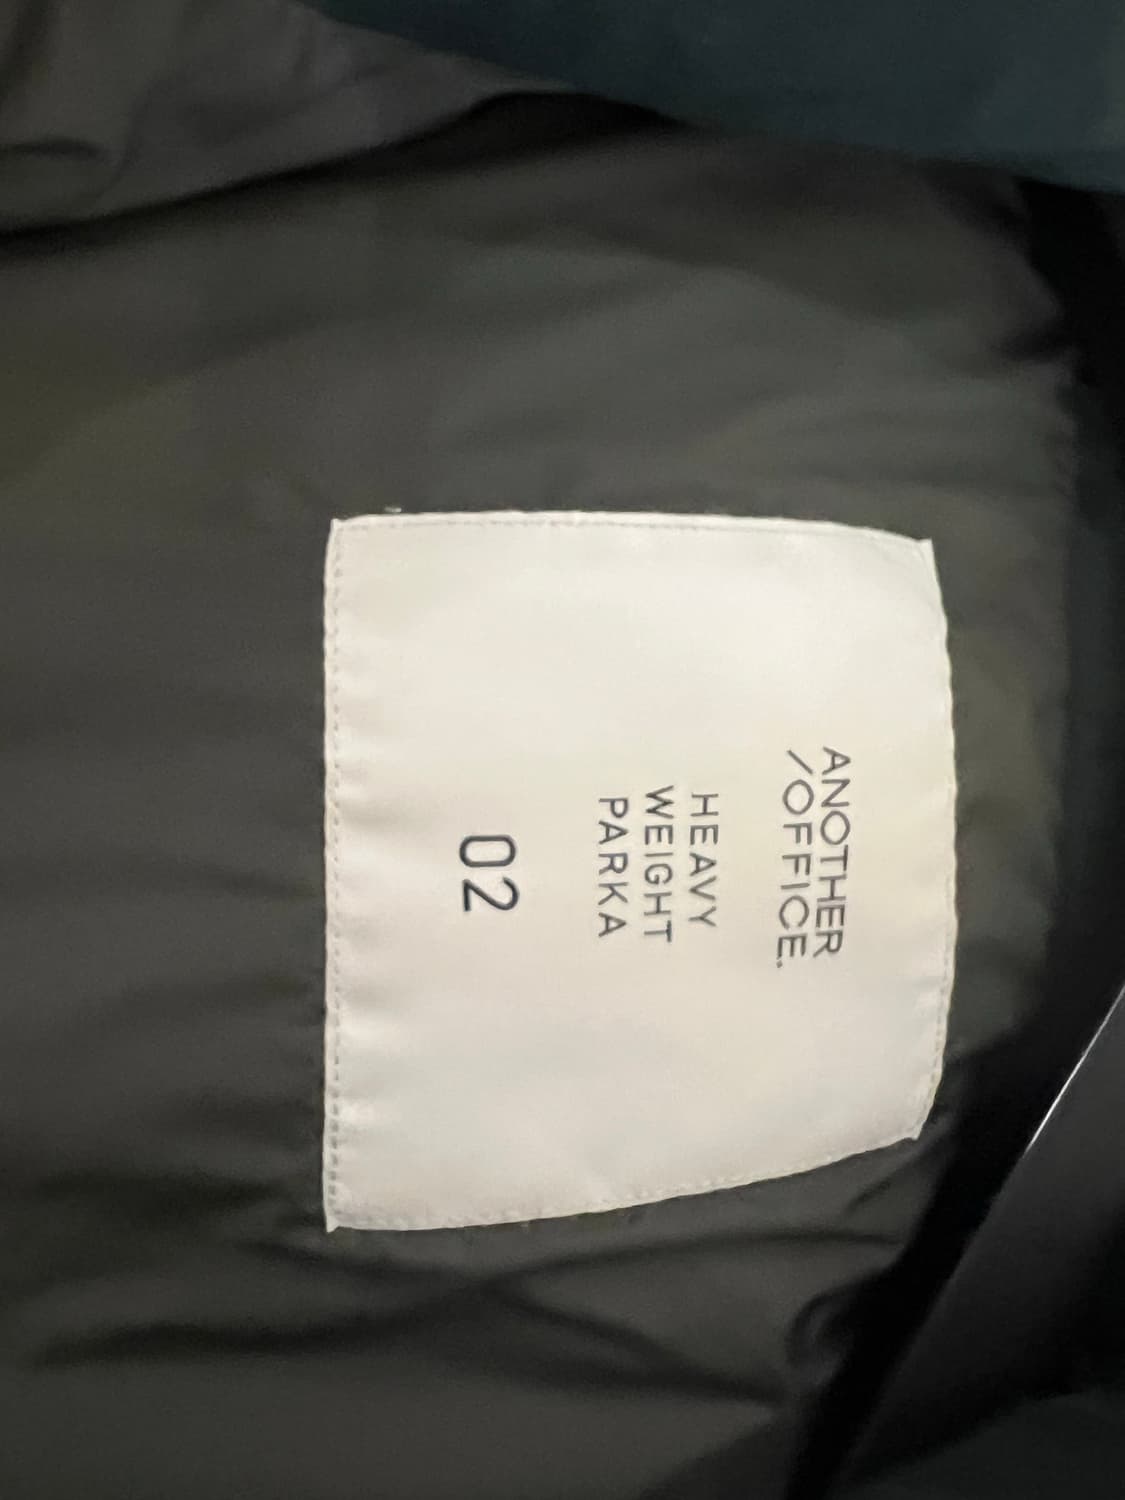 ANOTHER
/OFFICE.
HEAVY
WEIGHT
PARKA
02